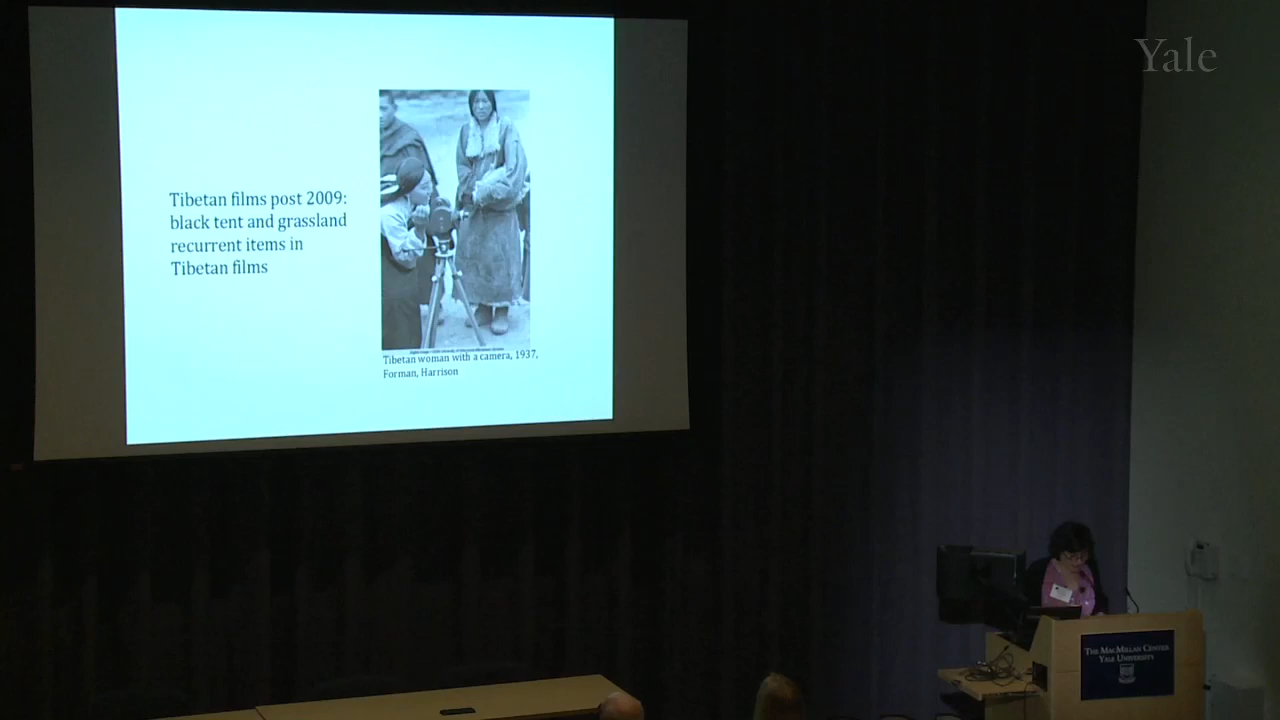 Yale
Tibetan films post 2009:
black tent and grassland
recurrent items in
Tibetan films
Tibetan woman with a camera, 1937,
Forman, Harrison
THE MACMILLAN CENTER
YALE UNIVERSITY